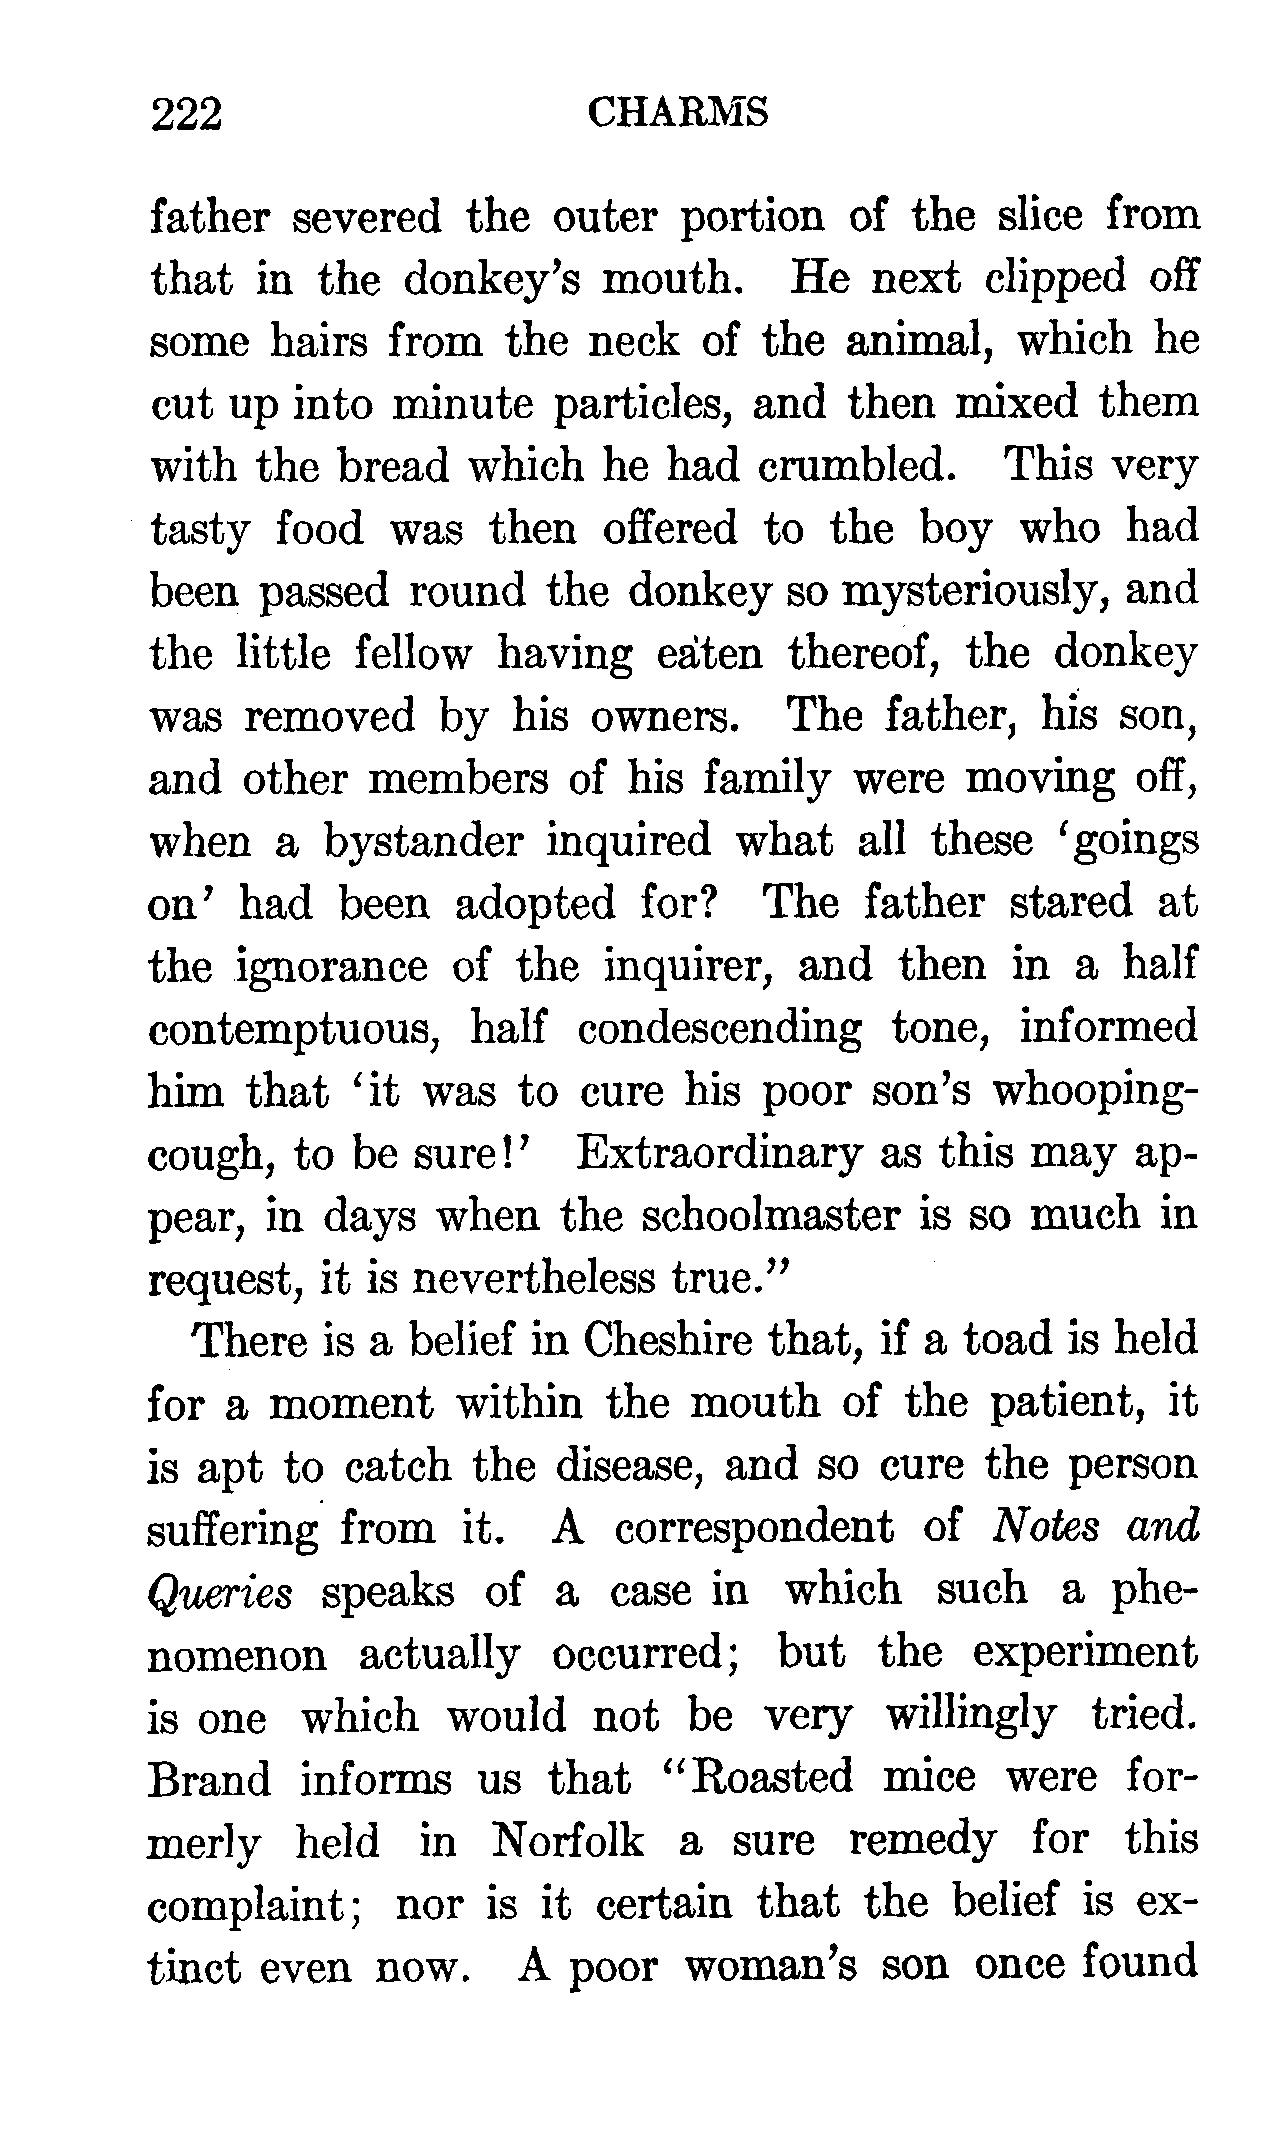 222 CHARMS
father severed the outer portion of the slice from
that in the donkey's mouth. He next clipped off
some hairs from the neck of the animal, which he
cut up into minute particles, and then mixed them
with the bread which he had crumbled. This very
tasty food was then offered to the boy who had
been passed round the donkey so mysteriously, and
the little fellow having eaten thereof, the donkey
was removed by his owners. The father, his son,
and other members of his family were moving off,
when a bystander inquired what all these 'goings
on' had been adopted for? The father stared at
the ignorance of the inquirer, and then in a half
contemptuous, half condescending tone, informed
him that 'it was to cure his poor son's whooping-
cough, to be sure!' Extraordinary as this may ap-
pear, in days when the schoolmaster is so much in
request, it is nevertheless true."
There is a belief in Cheshire that, if a toad is held
for a moment within the mouth of the patient, it
is apt to catch the disease, and so cure the person
suffering from it. A correspondent of Notes and
Queries speaks of a case in which such a phe-
nomenon actually occurred; but the experiment
is one which would not be very willingly tried.
Brand informs us that "Roasted mice were for-
merly held in Norfolk a sure remedy for this
complaint; nor is it certain that the belief is ex-
tinct even now. A poor woman's son once found